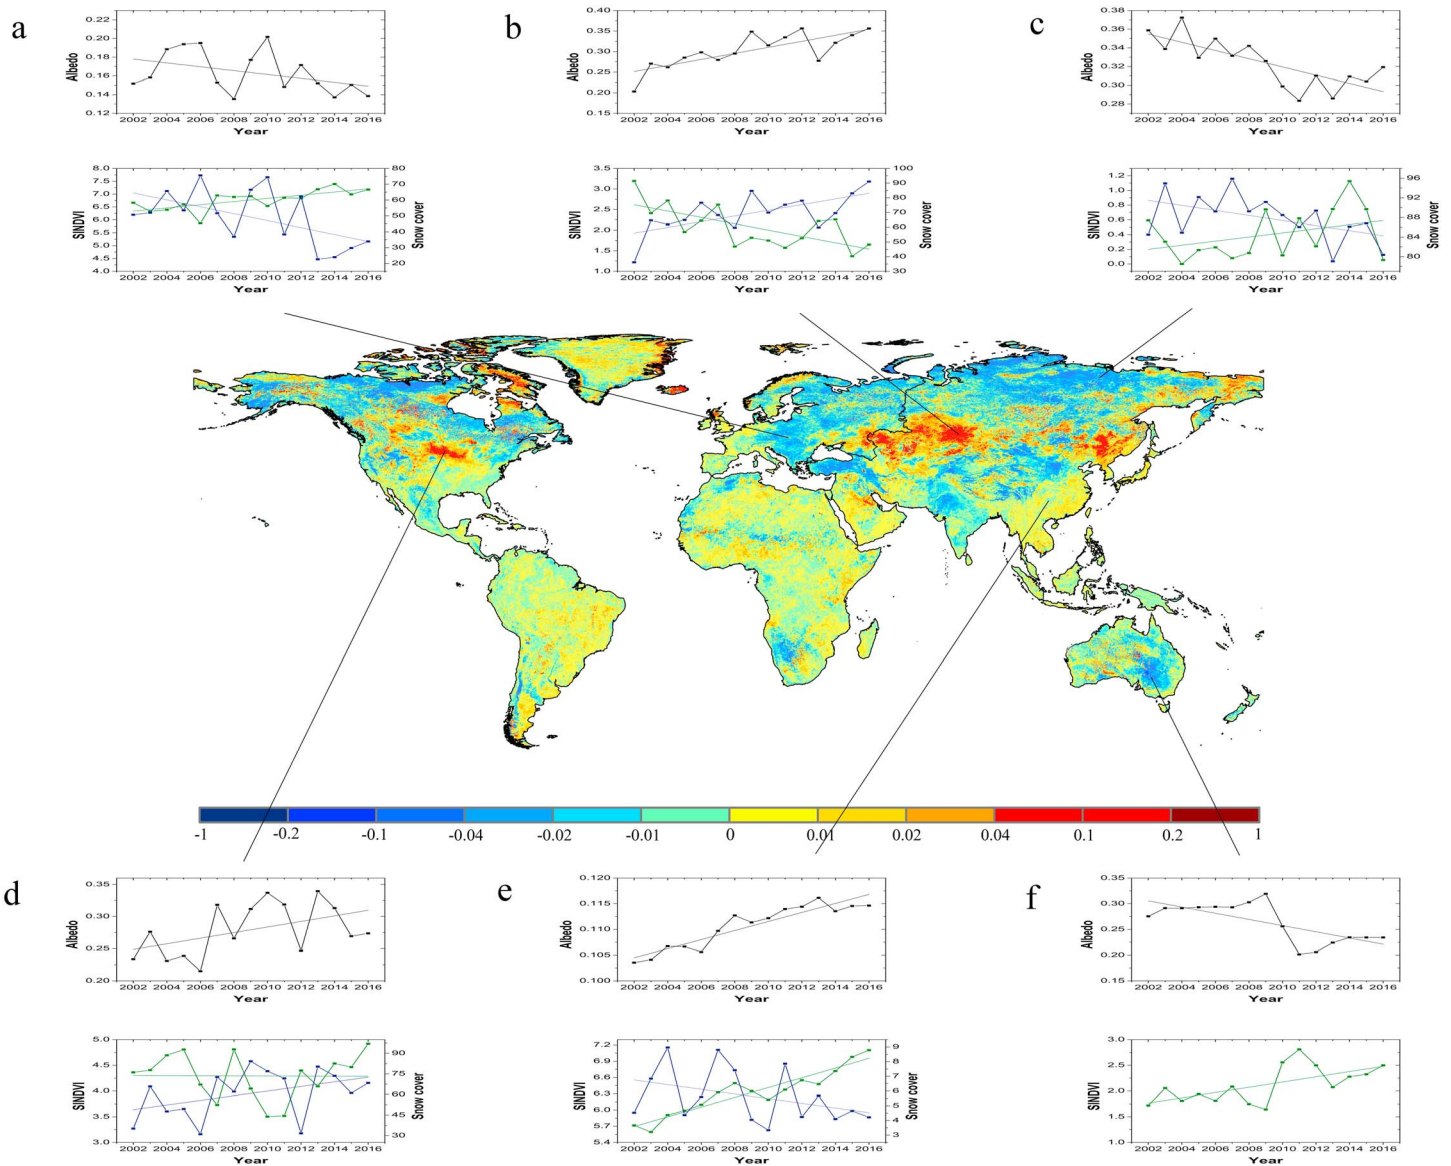 a
0.22
0.20
0.18
0.16
0.14
0.12
Albedo
2002 2004 2006 2008 2010 2012 2014 2016
Year
8.0
7.5
7.0
6.5
6.0
5.5
5.0
4.5
4.0
SINDVI
80
70
60
50
40
30
20
Snow cover
2002 2004 2006 2008 2010 2012 2014 2016
Year
b
0.40
0.35
0.30
0.25
0.20
0.15
Albedo
2002 2004 2006 2008 2010 2012 2014 2016
Year
3.5
3.0
2.5
2.0
1.5
1.0
SINDVI
100
90
80
70
60
50
40
30
Snow cover
2002 2004 2006 2008 2010 2012 2014 2016
Year
c
0.38
0.36
0.34
0.32
0.30
0.28
Albedo
2002 2004 2006 2008 2010 2012 2014 2016
Year
1.2
1.0
0.8
0.6
0.4
0.2
0.0
SINDVI
96
92
88
84
80
Snow cover
2002 2004 2006 2008 2010 2012 2014 2016
Year
-1 -0.2 -0.1 -0.04 -0.02 -0.01 0 0.01 0.02 0.04 0.1 0.2 1
d
0.35
0.30
0.25
0.20
Albedo
2002 2004 2006 2008 2010 2012 2014 2016
Year
5.0
4.5
4.0
3.5
3.0
SINDVI
90
75
60
45
30
Snow cover
2002 2004 2006 2008 2010 2012 2014 2016
Year
e
0.120
0.115
0.110
0.105
0.100
Albedo
2002 2004 2006 2008 2010 2012 2014 2016
Year
7.2
6.9
6.6
6.3
6.0
5.7
5.4
SINDVI
9
8
7
6
5
4
3
Snow cover
2002 2004 2006 2008 2010 2012 2014 2016
Year
f
0.35
0.30
0.25
0.20
0.15
Albedo
2002 2004 2006 2008 2010 2012 2014 2016
Year
3.0
2.5
2.0
1.5
1.0
SINDVI
2002 2004 2006 2008 2010 2012 2014 2016
Year